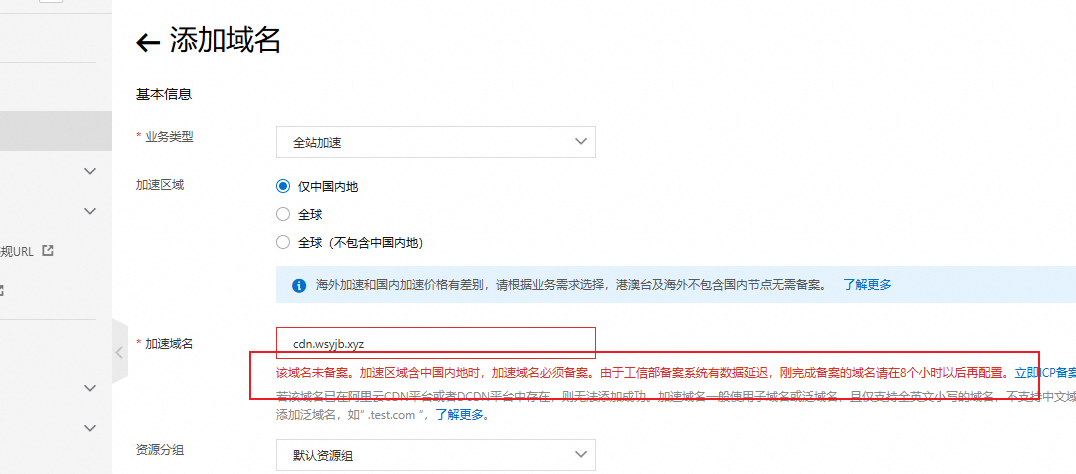 添加域名
基本信息
* 业务类型
全站加速
加速区域
仅中国内地
全球
全球（不包含中国内地）
海外加速和国内加速价格有差别，请根据业务需求选择，港澳台及海外不包含国内节点无需备案。 了解更多
规URL
* 加速域名
cdn.wsyjb.xyz
该域名未备案。加速区域含中国内地时，加速域名必须备案。由于工信部备案系统有数据延迟，刚完成备案的域名请在8个小时以后再配置。立即ICP备案
若该域名已在阿里云CDN平台或者DCDN平台中存在，则无法添加成功。加速域名一般使用子域名或泛域名，且仅支持全英文小写的域名，不支持中文域
添加泛域名，如“ .test.com ”，了解更多。
资源分组
默认资源组